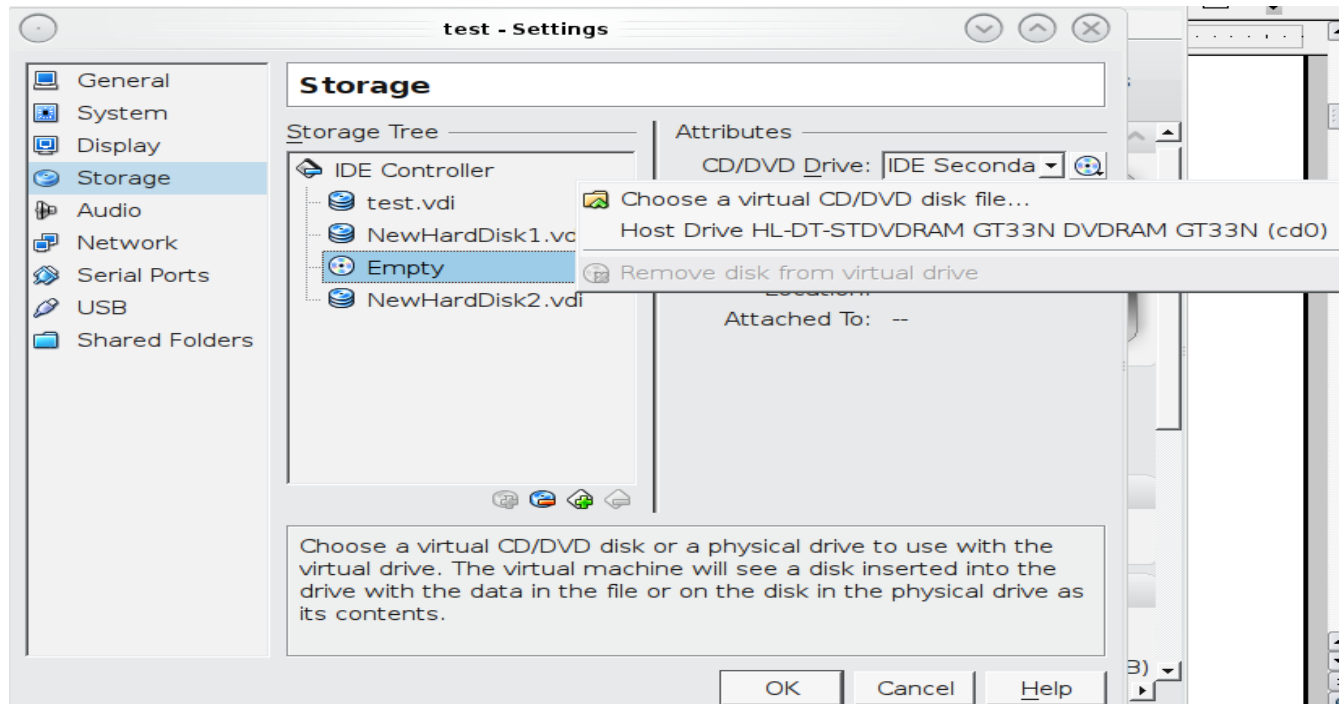 test - Settings
General
System
Display
Storage
Audio
Network
Serial Ports
USB
Shared Folders
Storage
Storage Tree
IDE Controller
test.vdi
NewHardDisk1.vd
Empty
NewHardDisk2.vdi
Attributes
CD/DVD Drive: IDE Seconda
Choose a virtual CD/DVD disk file...
Host Drive HL-DT-STDVDRAM GT33N DVDRAM GT33N (cd0)
Remove disk from virtual drive
Attached To: --
Choose a virtual CD/DVD disk or a physical drive to use with the
virtual drive. The virtual machine will see a disk inserted into the
drive with the data in the file or on the disk in the physical drive as
its contents.
OK Cancel Help
B)